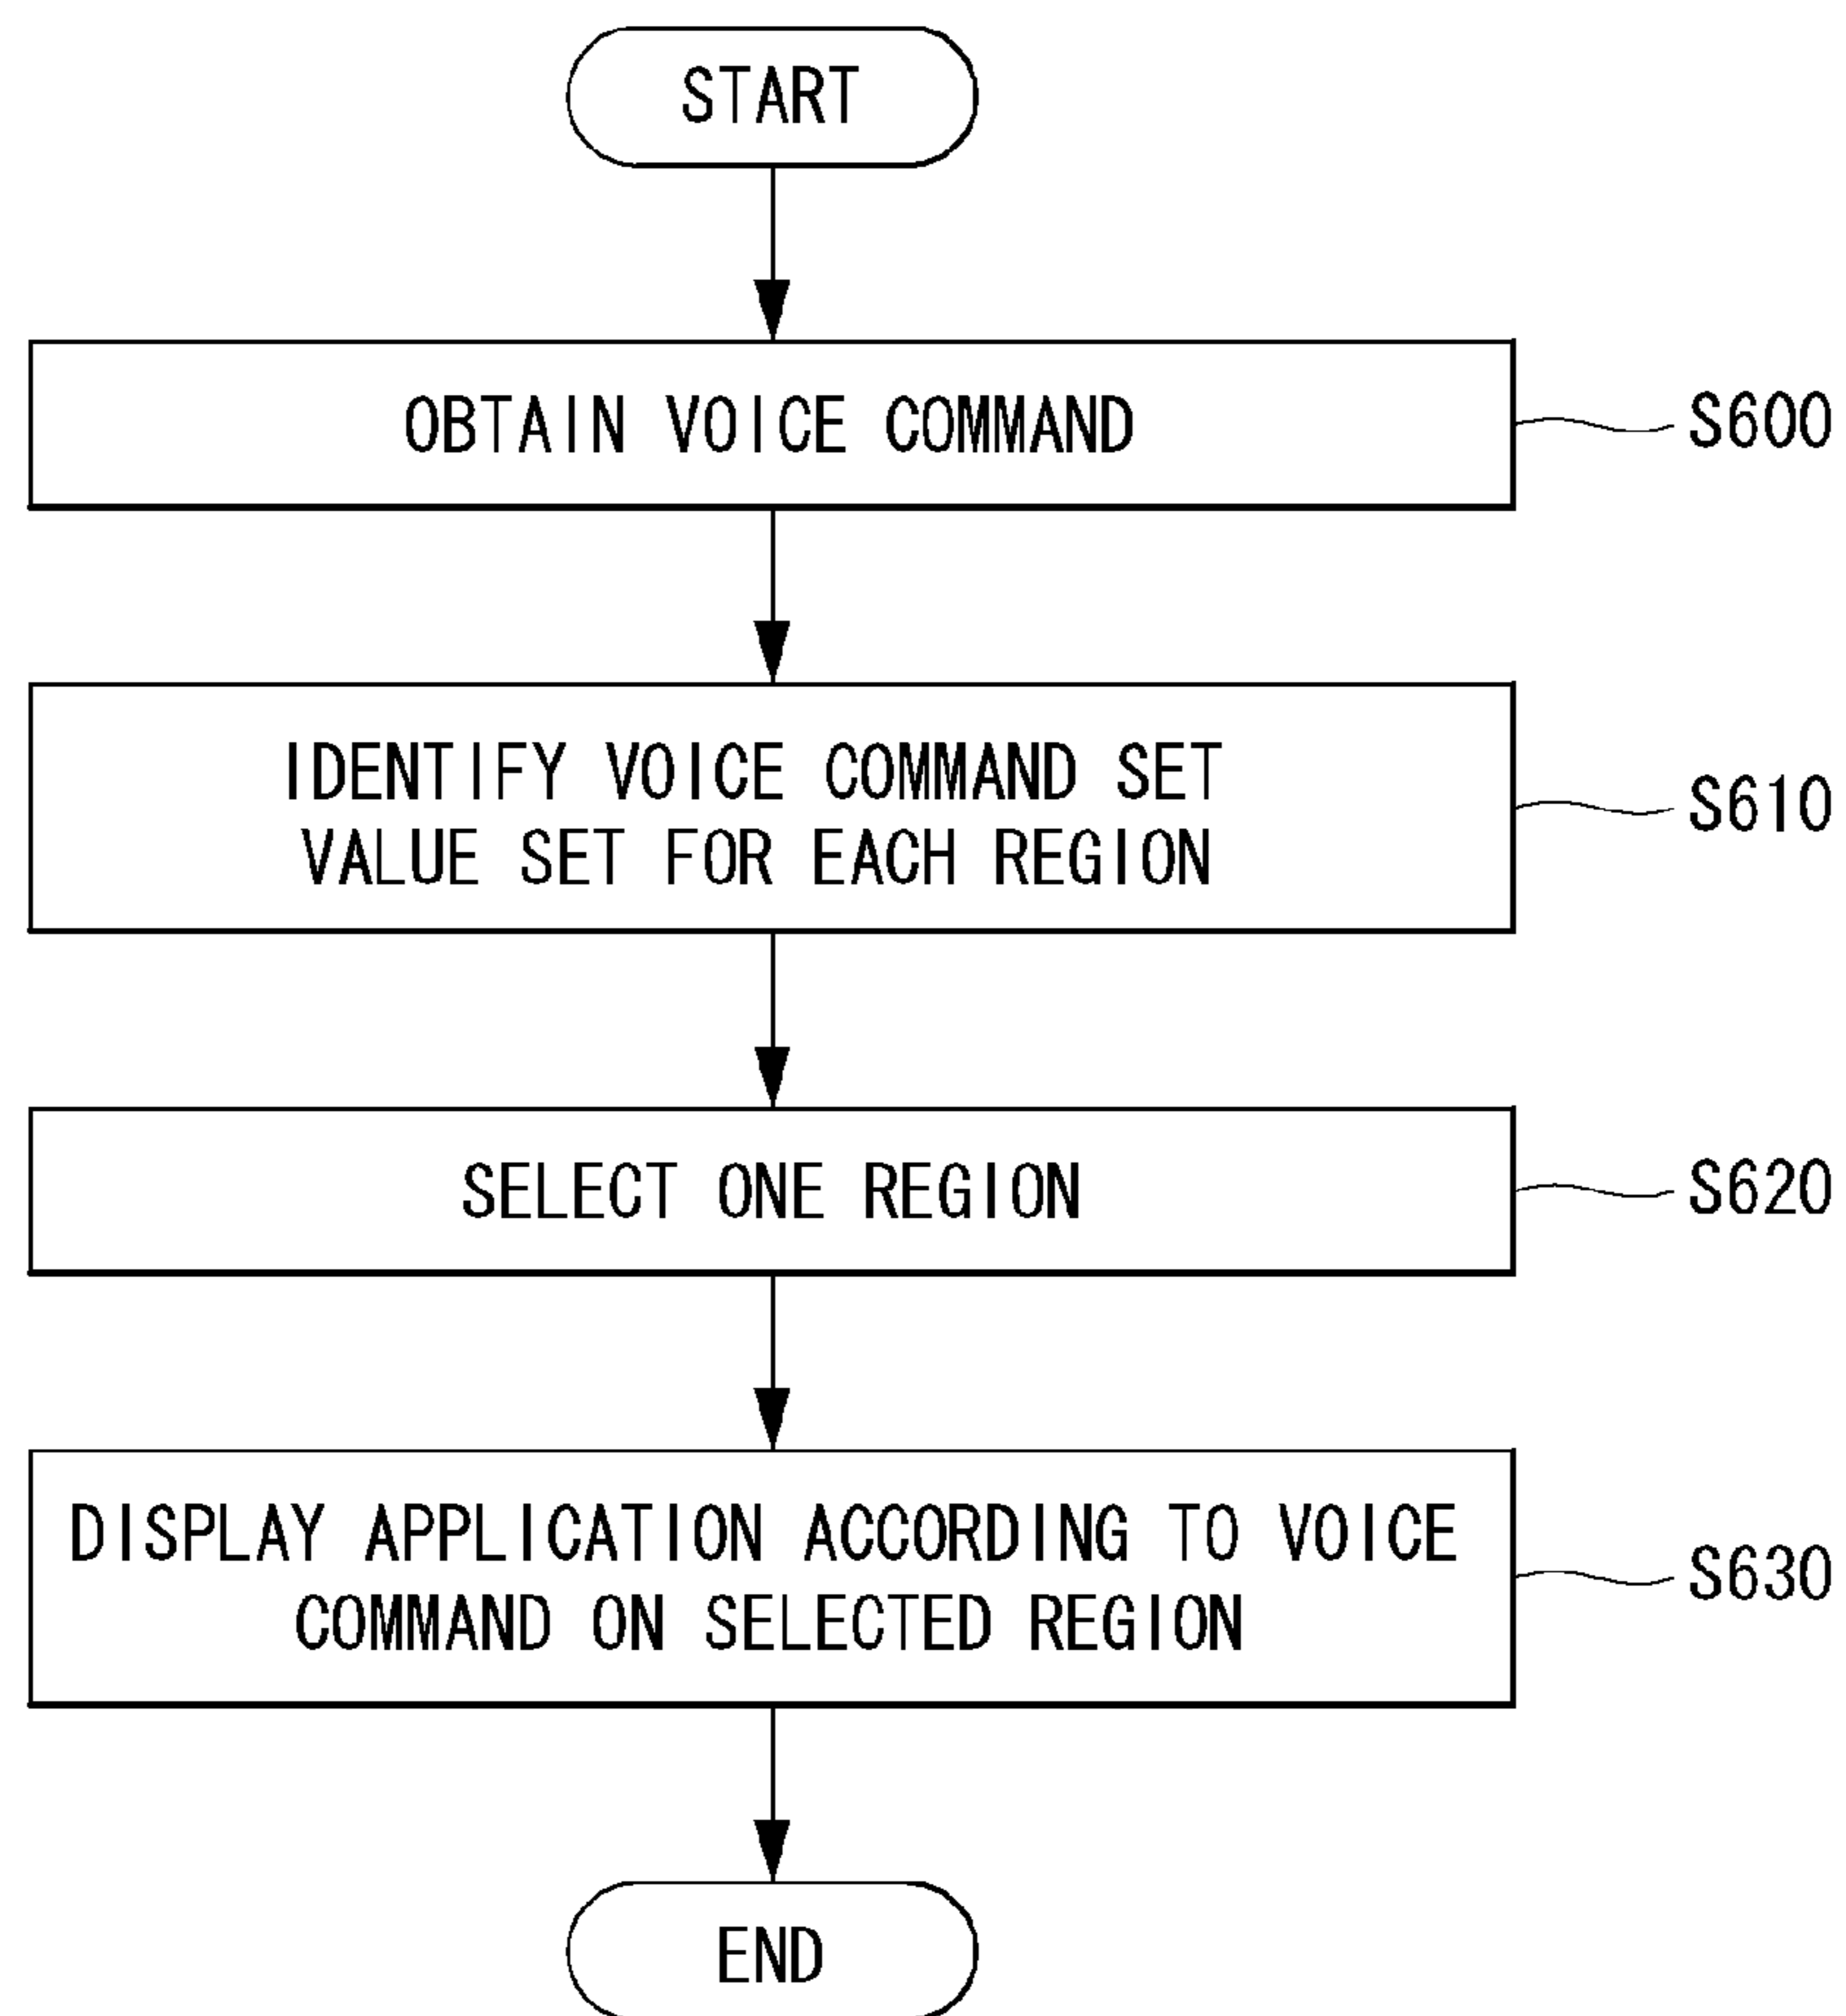 START
OBTAIN VOICE COMMAND
S600
IDENTIFY VOICE COMMAND SET
VALUE SET FOR EACH REGION
S610
SELECT ONE REGION
S620
DISPLAY APPLICATION ACCORDING TO VOICE
COMMAND ON SELECTED REGION
S630
END